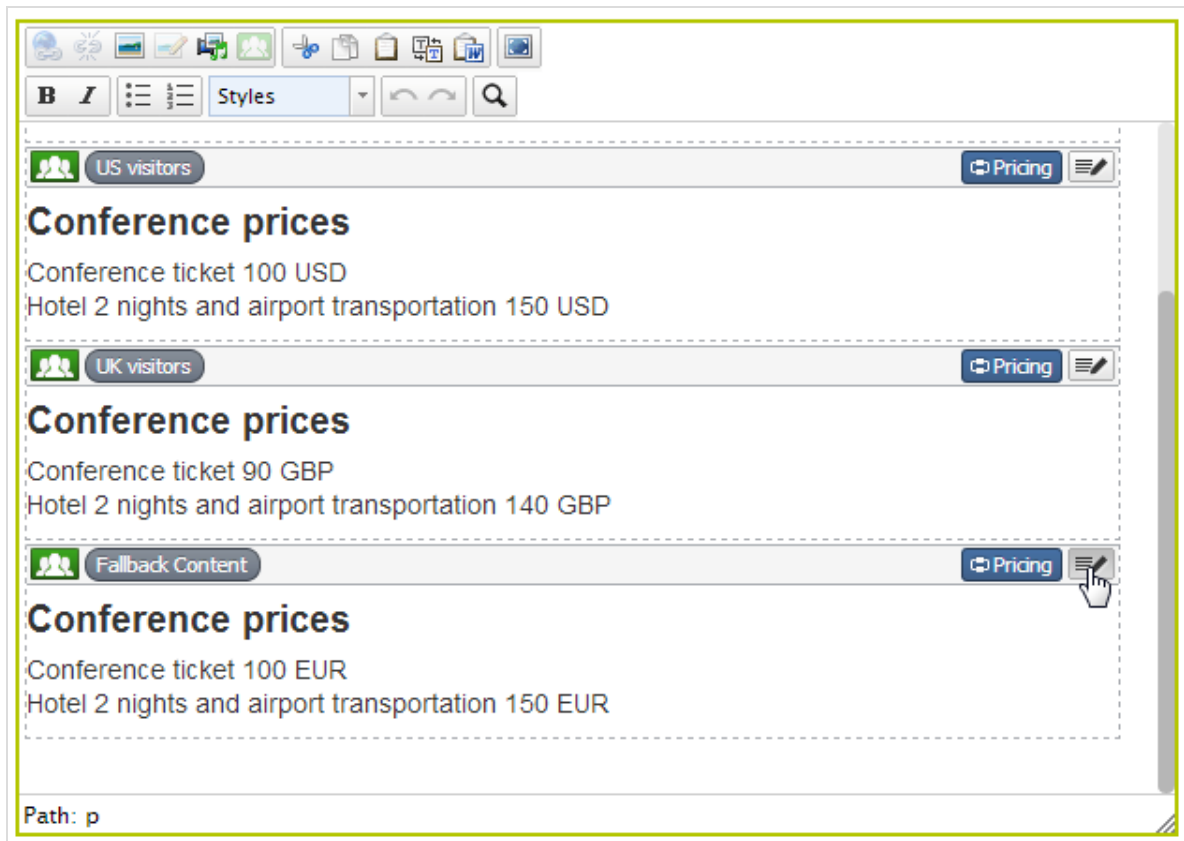 B I Styles
US visitors Pricing
Conference prices
Conference ticket 100 USD
Hotel 2 nights and airport transportation 150 USD
UK visitors Pricing
Conference prices
Conference ticket 90 GBP
Hotel 2 nights and airport transportation 140 GBP
Fallback Content Pricing
Conference prices
Conference ticket 100 EUR
Hotel 2 nights and airport transportation 150 EUR
Path: p